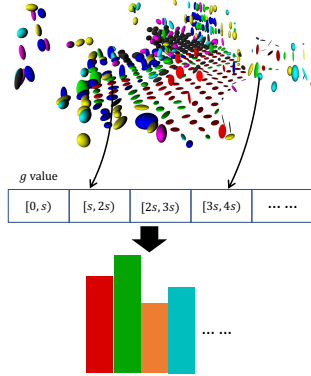 g value
[0, s) [s, 2s) [2s, 3s) [3s, 4s) ... ...
... ...